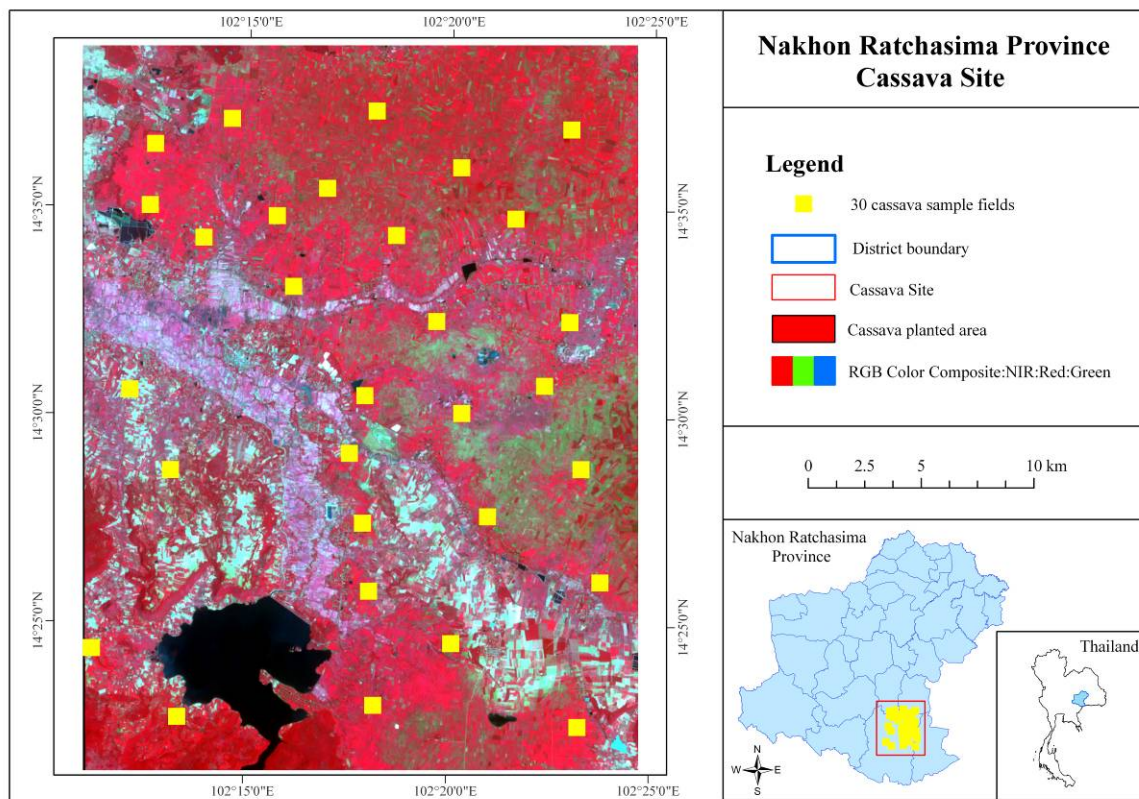 102°15'0"E
102°20'0"E
102°25'0"E
14°35'0"N
14°30'0"N
14°25'0"N
14°35'0"N
14°30'0"N
14°25'0"N
102°15'0"E
102°20'0"E
102°25'0"E
Nakhon Ratchasima Province
Cassava Site
Legend
30 cassava sample fields
District boundary
Cassava Site
Cassava planted area
RGB Color Composite:NIR:Red:Green
0 2.5 5 10 km
Nakhon Ratchasima
Province
Thailand
N
W E
S